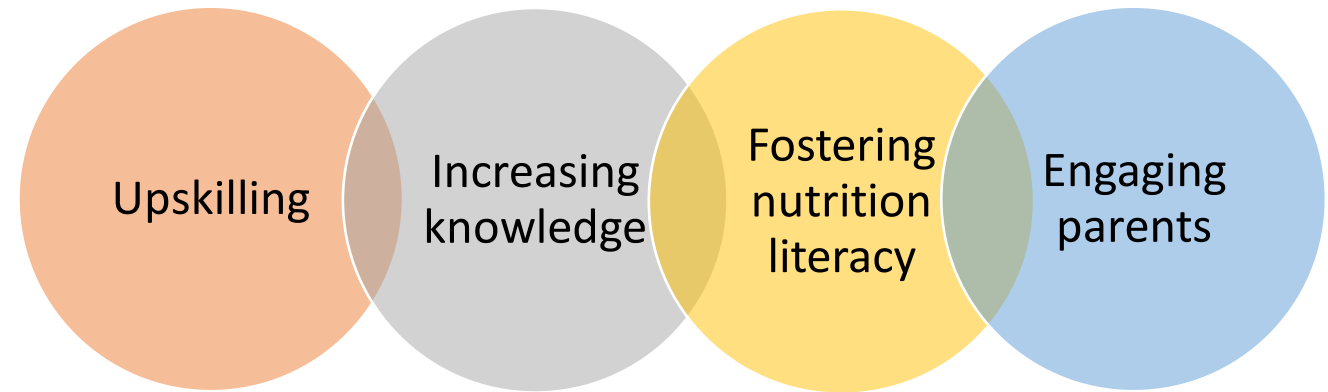 Upskilling
Increasing
knowledge
Fostering
nutrition
literacy
Engaging
parents